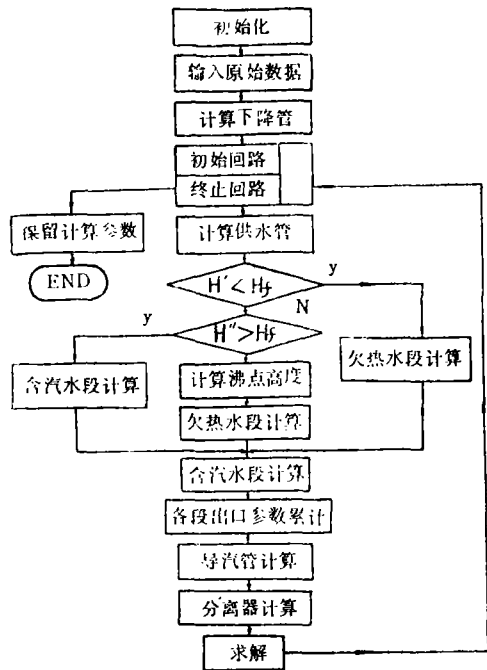 初始化
输入原始数据
计算下降管
初始回路
终止回路
保留计算参数
计算供水管
END
H' < Hf
y
N
y
H" > Hf
含汽水段计算
计算沸点高度
欠热水段计算
欠热水段计算
含汽水段计算
各段出口参数累计
导汽管计算
分离器计算
求解